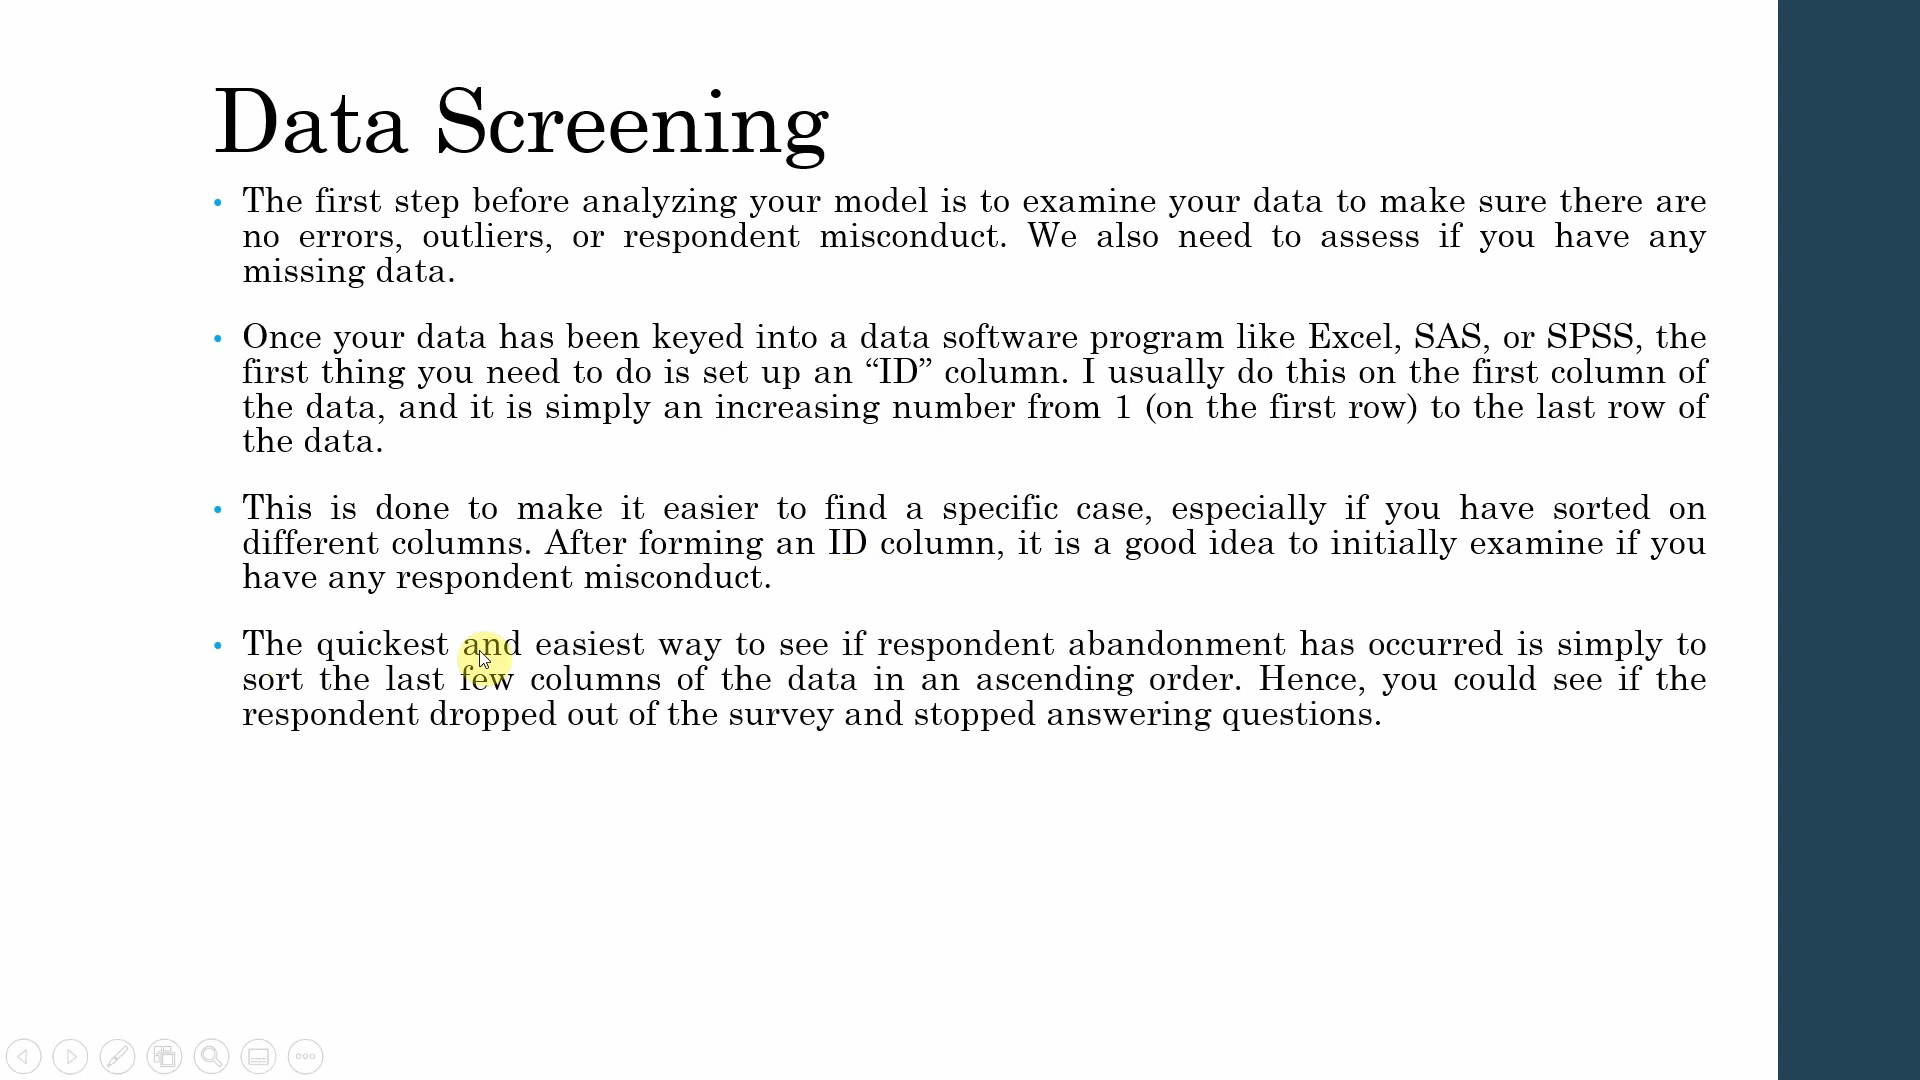 Data Screening
• The first step before analyzing your model is to examine your data to make sure there are
no errors, outliers, or respondent misconduct. We also need to assess if you have any
missing data.
• Once your data has been keyed into a data software program like Excel, SAS, or SPSS, the
first thing you need to do is set up an “ID” column. I usually do this on the first column of
the data, and it is simply an increasing number from 1 (on the first row) to the last row of
the data.
• This is done to make it easier to find a specific case, especially if you have sorted on
different columns. After forming an ID column, it is a good idea to initially examine if you
have any respondent misconduct.
• The quickest and easiest way to see if respondent abandonment has occurred is simply to
sort the last few columns of the data in an ascending order. Hence, you could see if the
respondent dropped out of the survey and stopped answering questions.